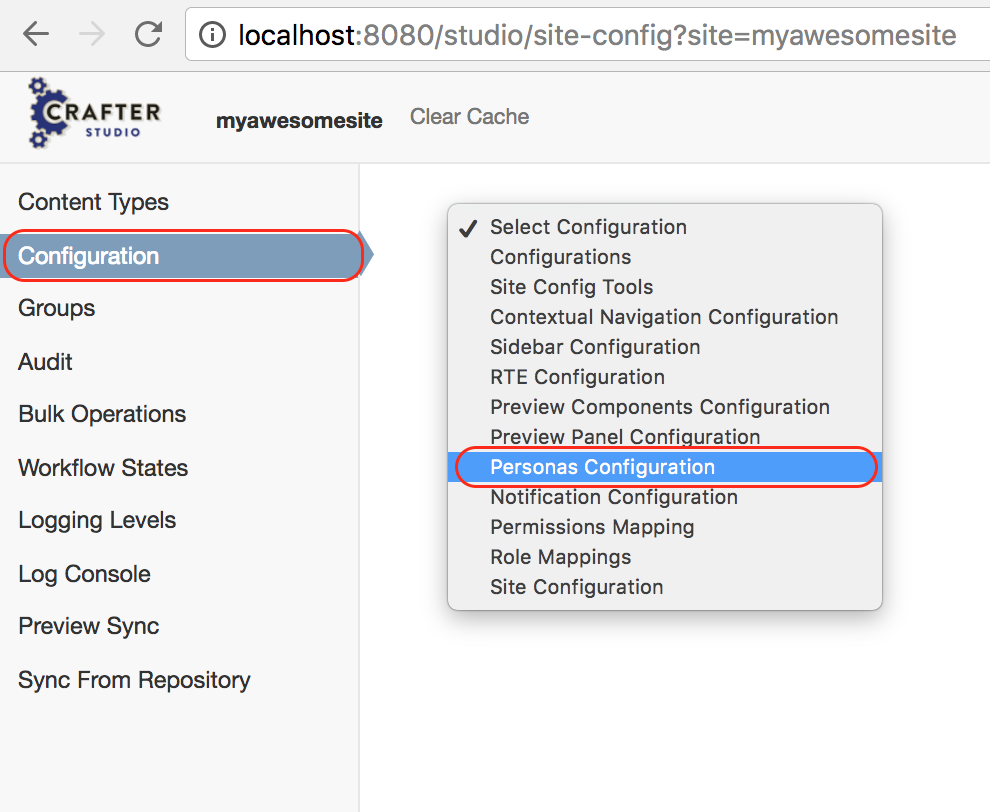 localhost:8080/studio/site-config?site=myawesomesite
CRAFTER
STUDIO
myawesomesite
Clear Cache
Content Types
Configuration
Groups
Audit
Bulk Operations
Workflow States
Logging Levels
Log Console
Preview Sync
Sync From Repository
Select Configuration
Configurations
Site Config Tools
Contextual Navigation Configuration
Sidebar Configuration
RTE Configuration
Preview Components Configuration
Preview Panel Configuration
Personas Configuration
Notification Configuration
Permissions Mapping
Role Mappings
Site Configuration